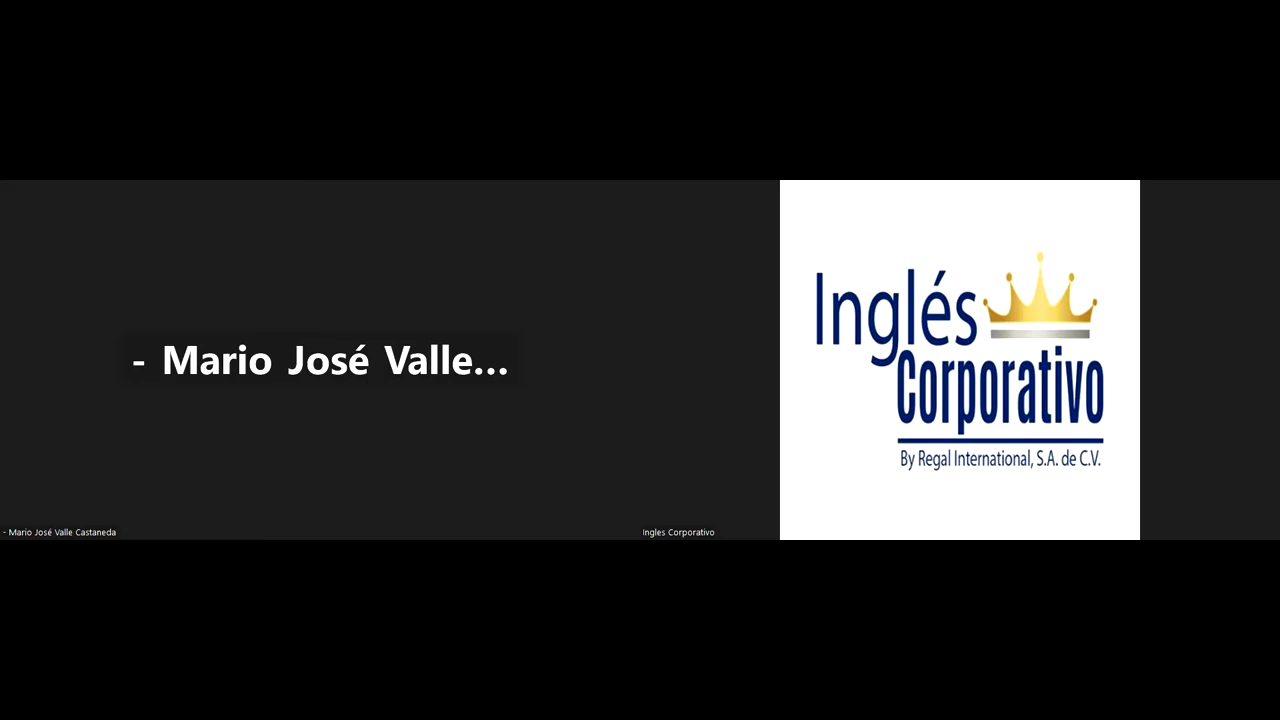 - Mario José Valle...
- Mario José Valle Castaneda
Inglés
Corporativo
By Regal International, S.A. de C.V.
Ingles Corporativo